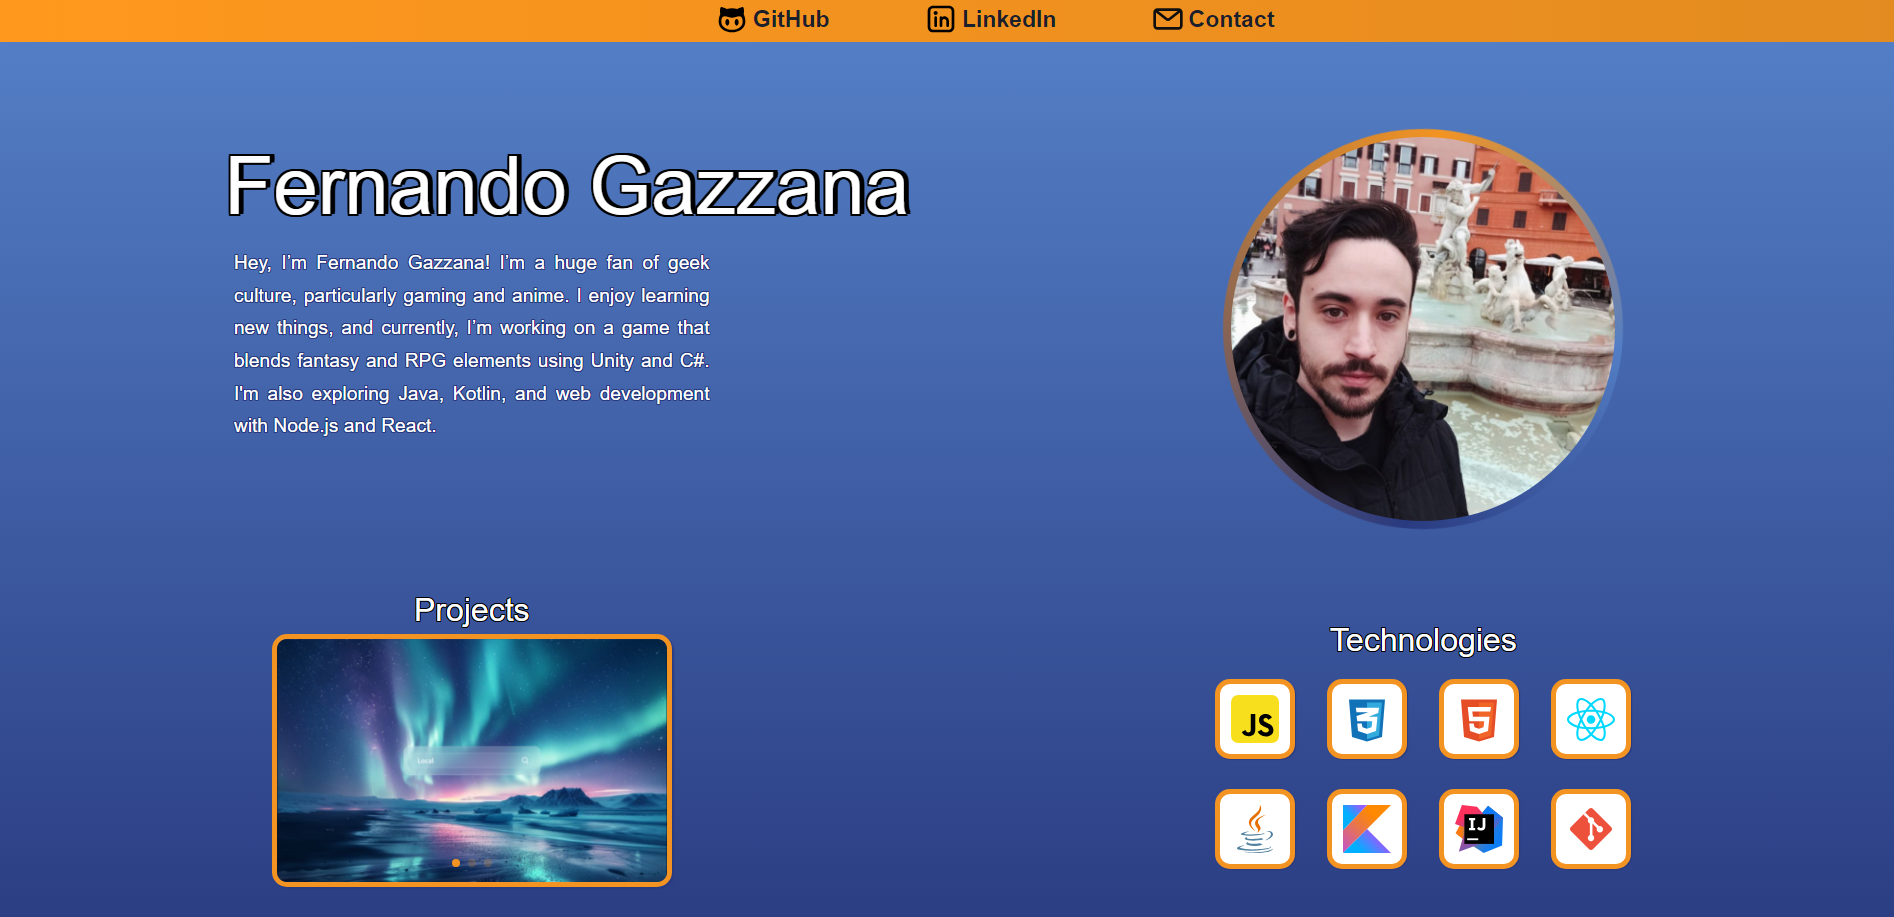 GitHub LinkedIn Contact
Fernando Gazzana
Hey, I’m Fernando Gazzana! I’m a huge fan of geek
culture, particularly gaming and anime. I enjoy learning
new things, and currently, I’m working on a game that
blends fantasy and RPG elements using Unity and C#.
I'm also exploring Java, Kotlin, and web development
with Node.js and React.
Projects
Local
Technologies
JS
3
5
IJ